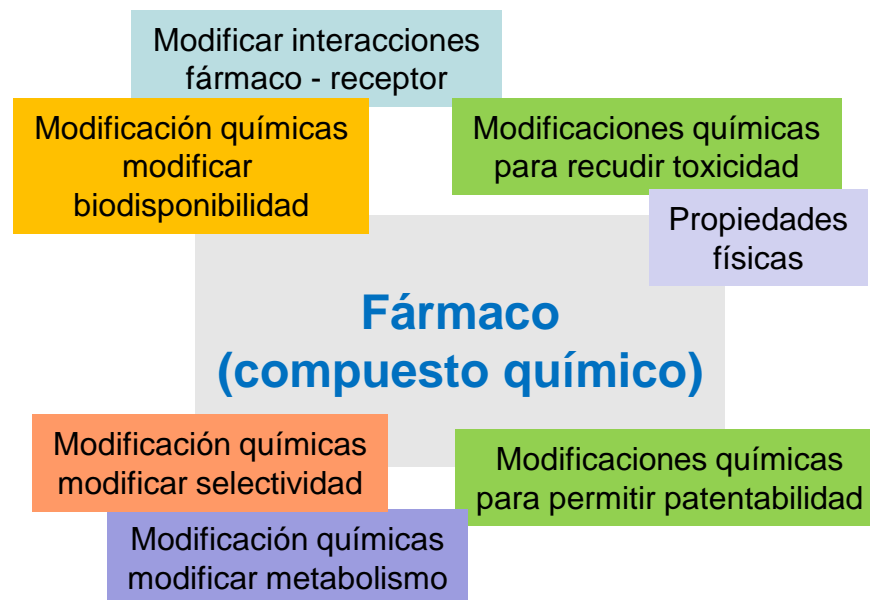 Modificar interacciones
fármaco - receptor
Modificación químicas
modificar
biodisponibilidad
Modificaciones químicas
para recudir toxicidad
Propiedades
físicas
Fármaco
(compuesto químico)
Modificación químicas
modificar selectividad
Modificaciones químicas
para permitir patentabilidad
Modificación químicas
modificar metabolismo